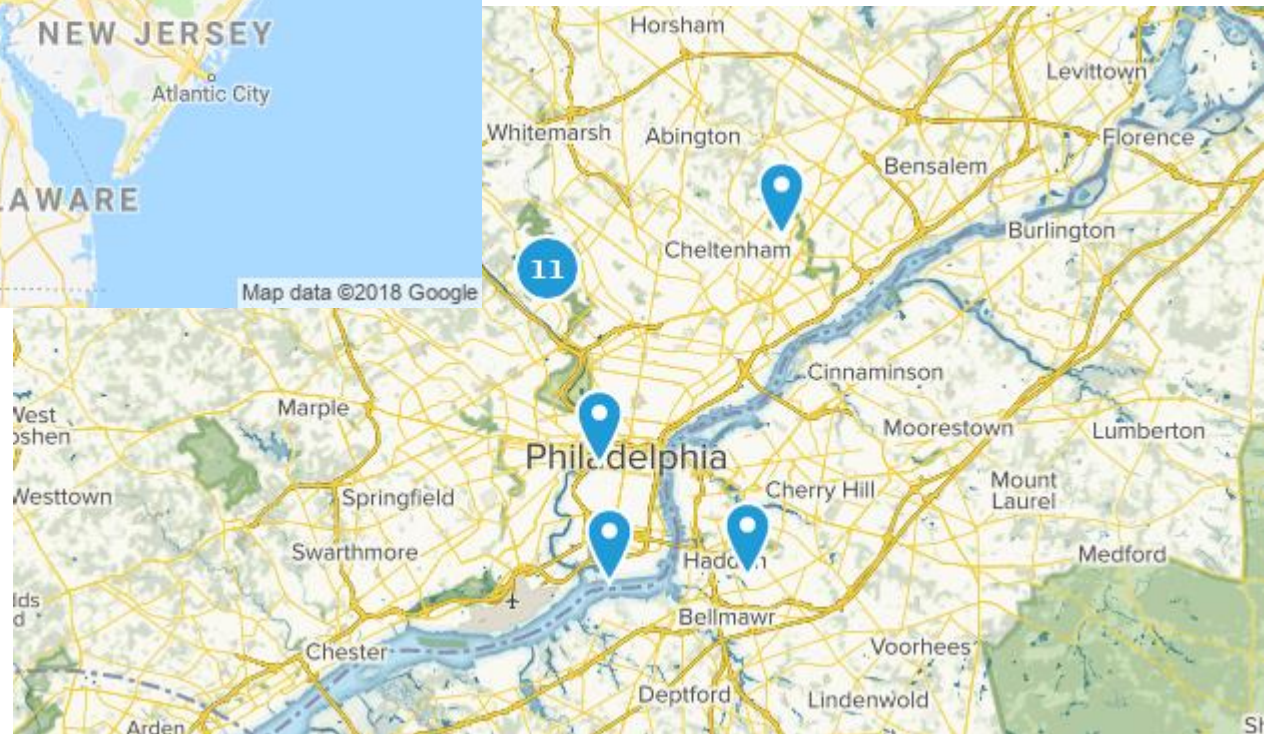 NEW JERSEY
Atlantic City
LAWARE
Map data ©2018 Google
Horsham
Levittown
Whitemarsh
Abington
Florence
Bensalem
Cheltenham
Burlington
11
Cinnaminson
Marple
West
oshen
Moorestown
Lumberton
Philadelphia
Westtown
Springfield
Cherry Hill
Mount
Laurel
Swarthmore
Medford
lds
d
Bellmawr
Chester
Voorhees
Deptford
Lindenwold
Arden
Sh